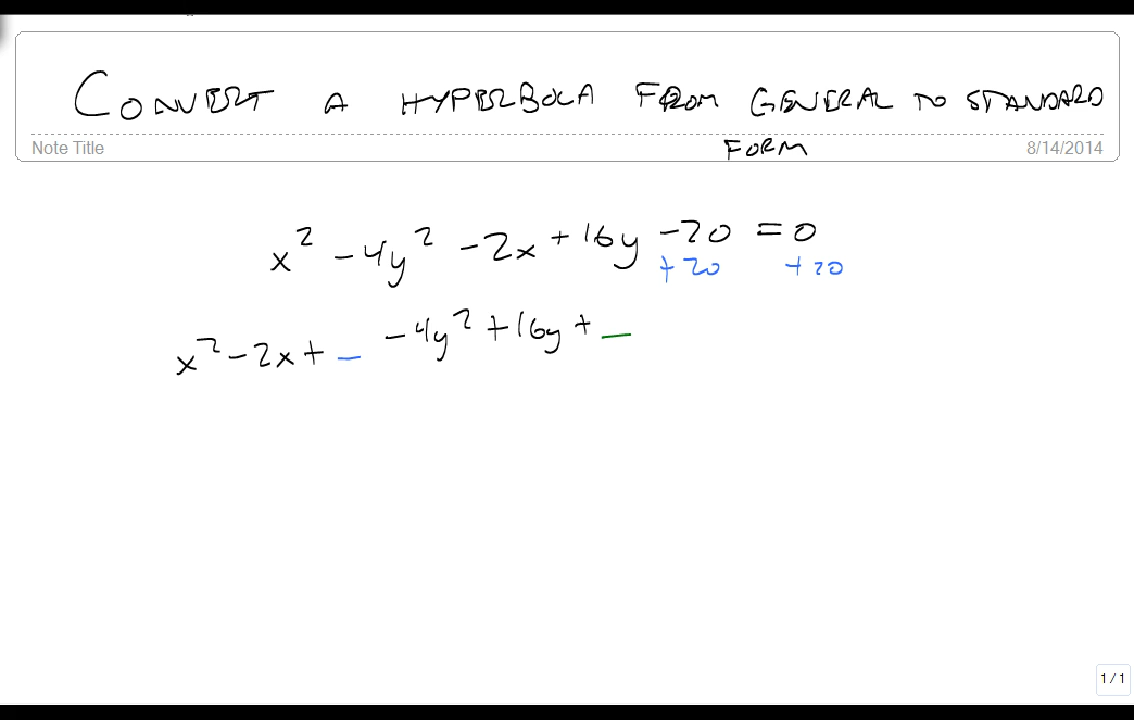 CONVERT A HYPERBOLA FROM GENERAL TO STANDARD
FORM
Note Title 8/14/2014
x² - 4y² - 2x + 16y - 20 = 0
+20 +20
x² - 2x + _ - 4y² + 16y + _
1/1